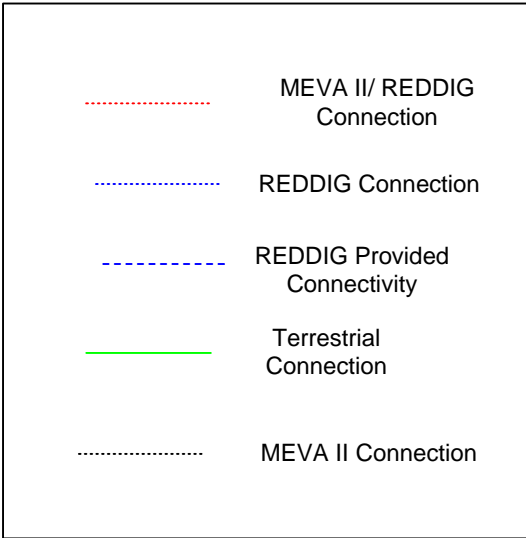 MEVA II/ REDDIG
Connection
REDDIG Connection
REDDIG Provided
Connectivity
Terrestrial
Connection
MEVA II Connection